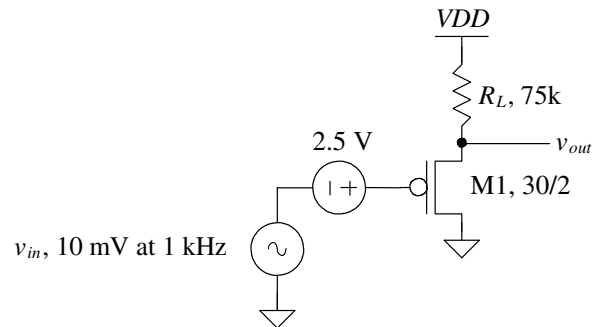 VDD
R_L, 75k
2.5 V
v_out
M1, 30/2
v_in, 10 mV at 1 kHz